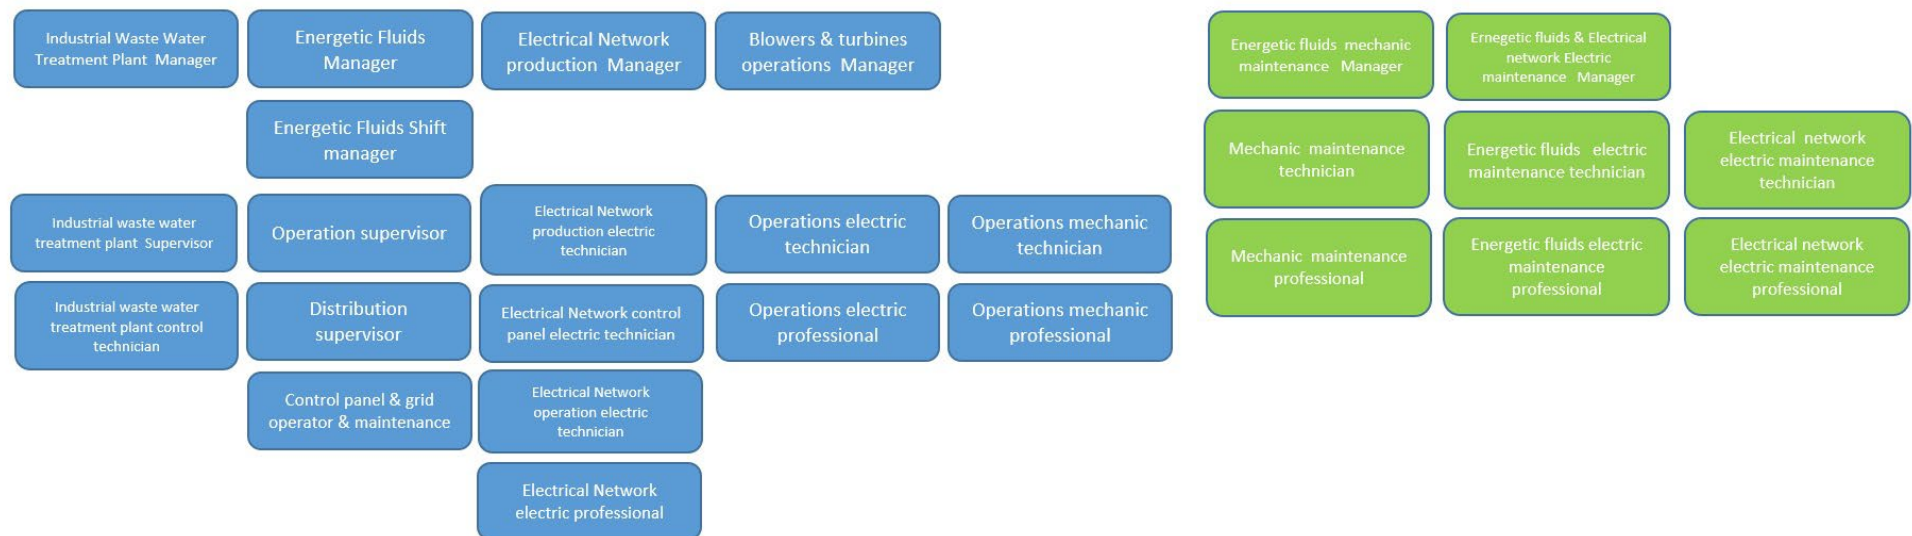 Industrial Waste Water
Treatment Plant Manager
Energetic Fluids
Manager
Electrical Network
production Manager
Blowers & turbines
operations Manager
Energetic fluids mechanic
maintenance Manager
Ernegetic fluids & Electrical
network Electric
maintenance Manager
Energetic Fluids Shift
manager
Mechanic maintenance
technician
Energetic fluids electric
maintenance technician
Electrical network
electric maintenance
technician
Industrial waste water
treatment plant Supervisor
Operation supervisor
Electrical Network
production electric
technician
Operations electric
technician
Operations mechanic
technician
Mechanic maintenance
professional
Energetic fluids electric
maintenance
professional
Electrical network
electric maintenance
professional
Industrial waste water
treatment plant control
technician
Distribution
supervisor
Electrical Network control
panel electric technician
Operations electric
professional
Operations mechanic
professional
Control panel & grid
operator & maintenance
Electrical Network
operation electric
technician
Electrical Network
electric professional